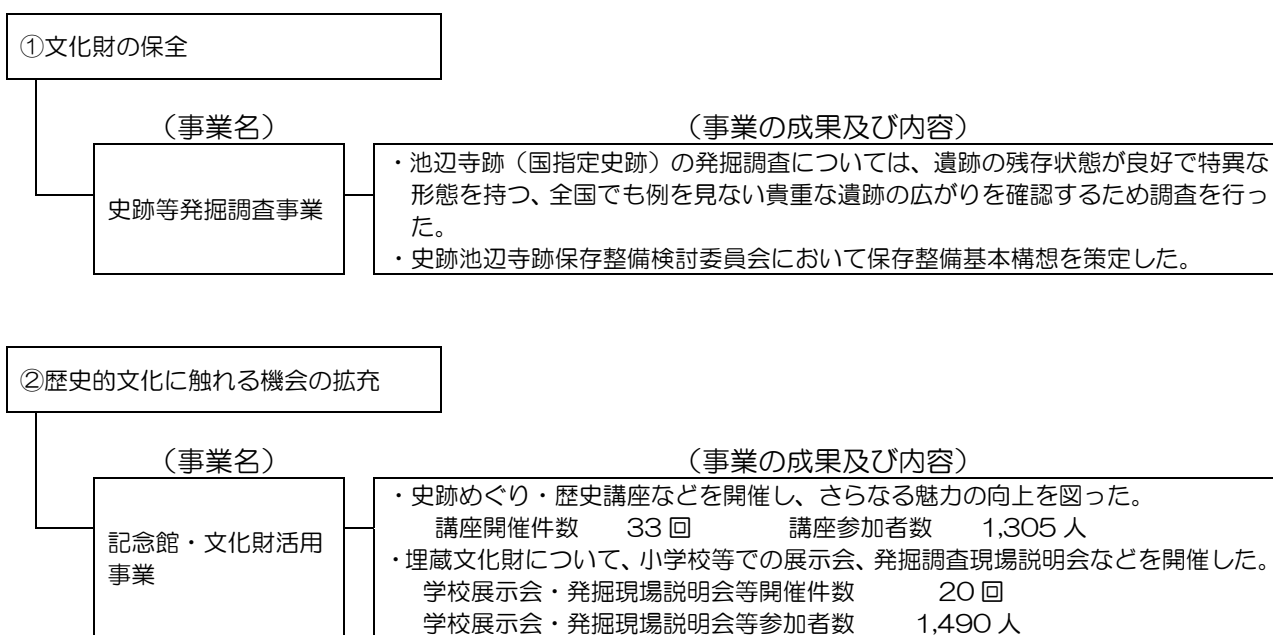 ①文化財の保全
（事業名）
（事業の成果及び内容）
史跡等発掘調査事業
・池辺寺跡（国指定史跡）の発掘調査については、遺跡の残存状態が良好で特異な
形態を持つ、全国でも例を見ない貴重な遺跡の広がりを確認するため調査を行っ
た。
・史跡池辺寺跡保存整備検討委員会において保存整備基本構想を策定した。
②歴史的文化に触れる機会の拡充
（事業名）
（事業の成果及び内容）
記念館・文化財活用
事業
・史跡めぐり・歴史講座などを開催し、さらなる魅力の向上を図った。
講座開催件数　33 回　講座参加者数　1,305 人
・埋蔵文化財について、小学校等での展示会、発掘調査現場説明会などを開催した。
学校展示会・発掘現場説明会等開催件数　20 回
学校展示会・発掘現場説明会等参加者数　1,490 人